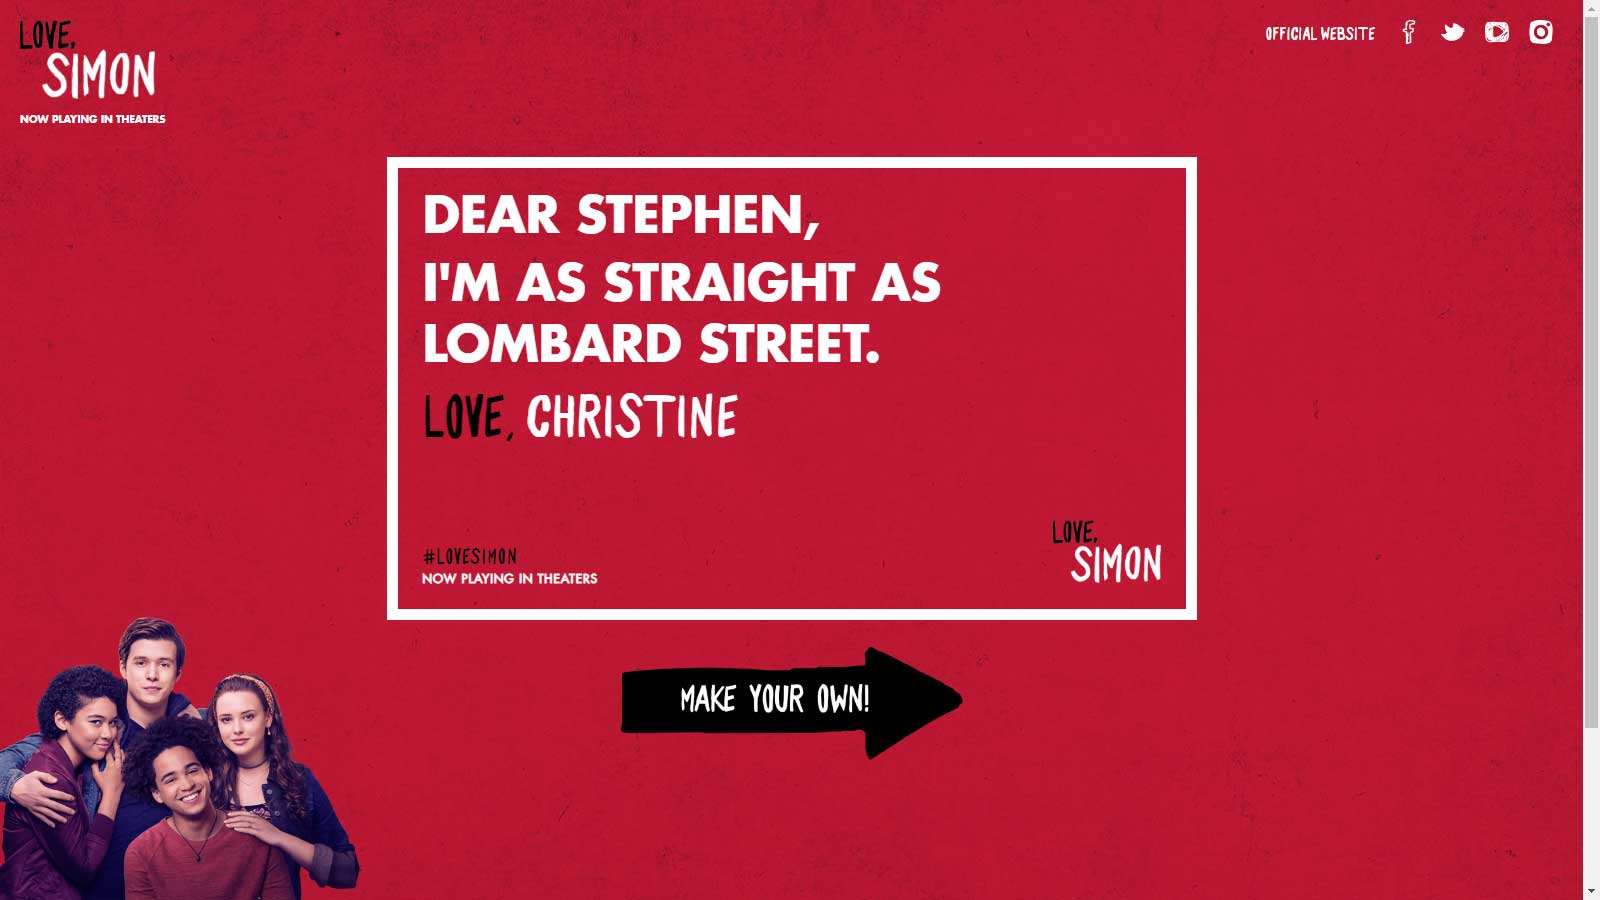 LOVE,
SIMON
NOW PLAYING IN THEATERS
OFFICIAL WEBSITE
DEAR STEPHEN,
I'M AS STRAIGHT AS
LOMBARD STREET.
LOVE, CHRISTINE
#LOVESIMON
NOW PLAYING IN THEATERS
LOVE,
SIMON
MAKE YOUR OWN!